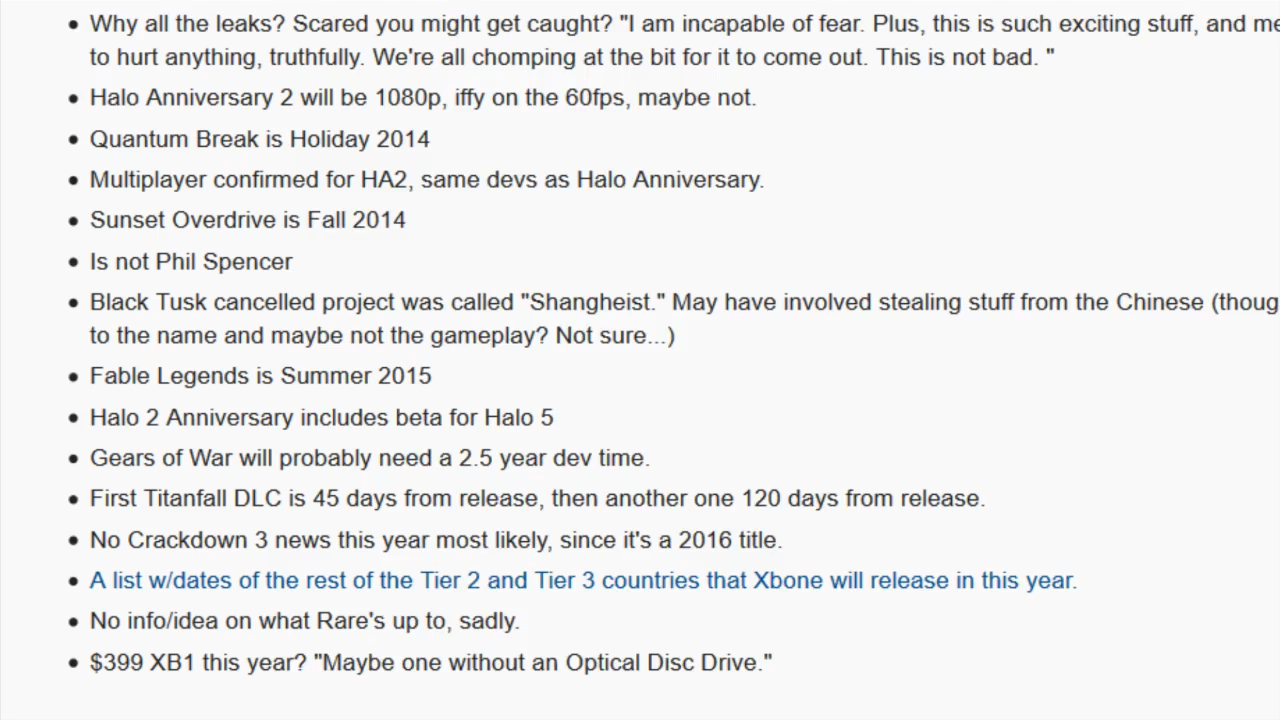 Why all the leaks? Scared you might get caught? "I am incapable of fear. Plus, this is such exciting stuff, and
to hurt anything, truthfully. We're all chomping at the bit for it to come out. This is not bad. "
Halo Anniversary 2 will be 1080p, iffy on the 60fps, maybe not.
Quantum Break is Holiday 2014
Multiplayer confirmed for HA2, same devs as Halo Anniversary.
Sunset Overdrive is Fall 2014
Is not Phil Spencer
Black Tusk cancelled project was called "Shangheist." May have involved stealing stuff from the Chinese
to the name and maybe not the gameplay? Not sure...)
Fable Legends is Summer 2015
Halo 2 Anniversary includes beta for Halo 5
Gears of War will probably need a 2.5 year dev time.
First Titanfall DLC is 45 days from release, then another one 120 days from release.
No Crackdown 3 news this year most likely, since it's a 2016 title.
A list w/dates of the rest of the Tier 2 and Tier 3 countries that Xbone will release in this year.
No info/idea on what Rare's up to, sadly.
$399 XB1 this year? "Maybe one without an Optical Disc Drive."